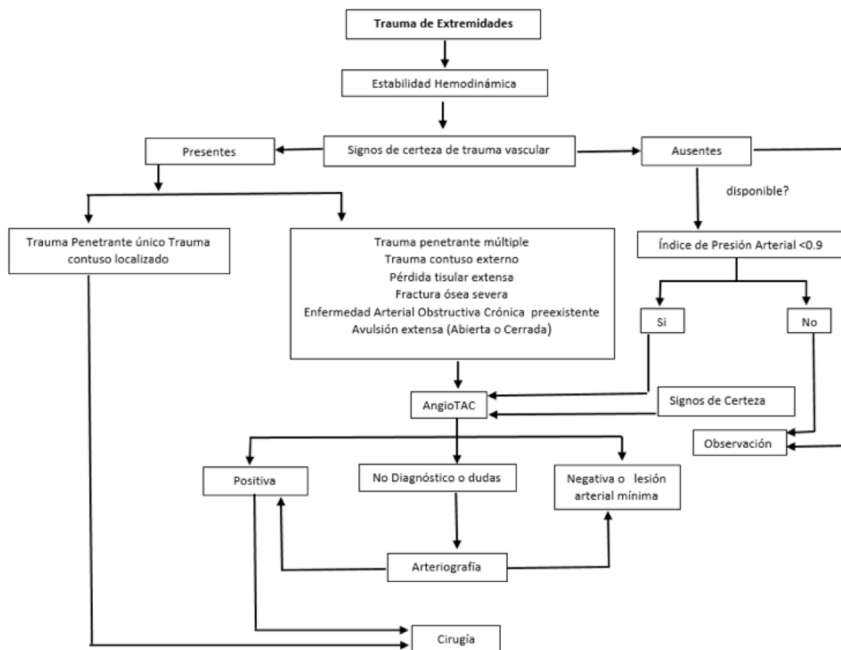 Trauma de Extremidades
Estabilidad Hemodinámica
Presentes
Signos de certeza de trauma vascular
Ausentes
disponible?
Trauma Penetrante único Trauma
contuso localizado
Trauma penetrante múltiple
Trauma contuso externo
Pérdida tisular extensa
Fractura ósea severa
Enfermedad Arterial Obstructiva Crónica preexistente
Avulsión extensa (Abierta o Cerrada)
Índice de Presión Arterial <0.9
Si
No
AngioTAC
Signos de Certeza
Observación
Positiva
No Diagnóstico o dudas
Negativa o lesión
arterial mínima
Arteriografía
Cirugía